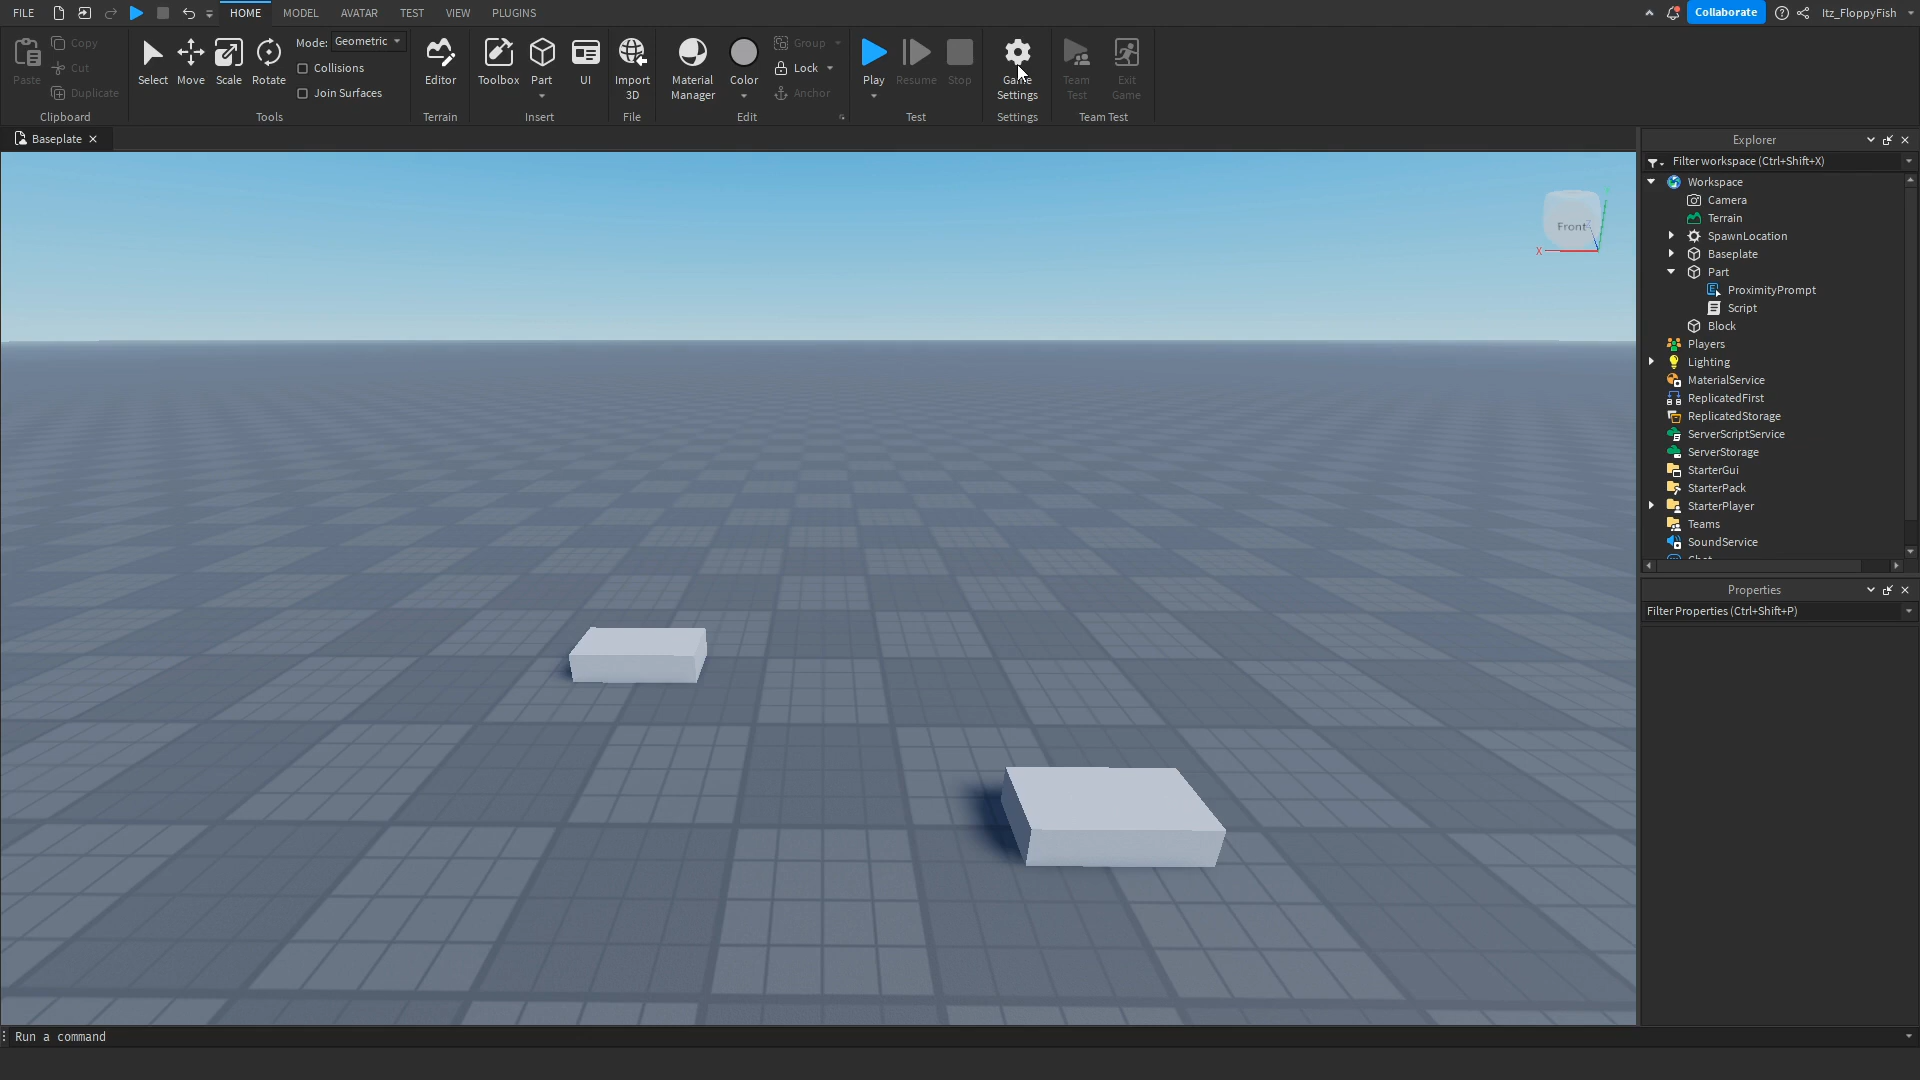 FILE HOME MODEL AVATAR TEST VIEW PLUGINS Collaborate Itz_FloppyFish
Paste Copy Cut Duplicate
Clipboard
Select Move Scale Rotate
Mode: Geometric
Collisions
Join Surfaces
Tools
Editor
Terrain
Toolbox Part UI
Insert
Import
3D
File
Material
Manager
Color
Group
Lock
Anchor
Edit
Play Resume Stop
Test
Game
Settings
Settings
Team
Test
Exit
Game
Team Test
Baseplate
Front
X
Explorer
Filter workspace (Ctrl+Shift+X)
Workspace
Camera
Terrain
SpawnLocation
Baseplate
Part
ProximityPrompt
Script
Block
Players
Lighting
MaterialService
ReplicatedFirst
ReplicatedStorage
ServerScriptService
ServerStorage
StarterGui
StarterPack
StarterPlayer
Teams
SoundService
Properties
Filter Properties (Ctrl+Shift+P)
Run a command